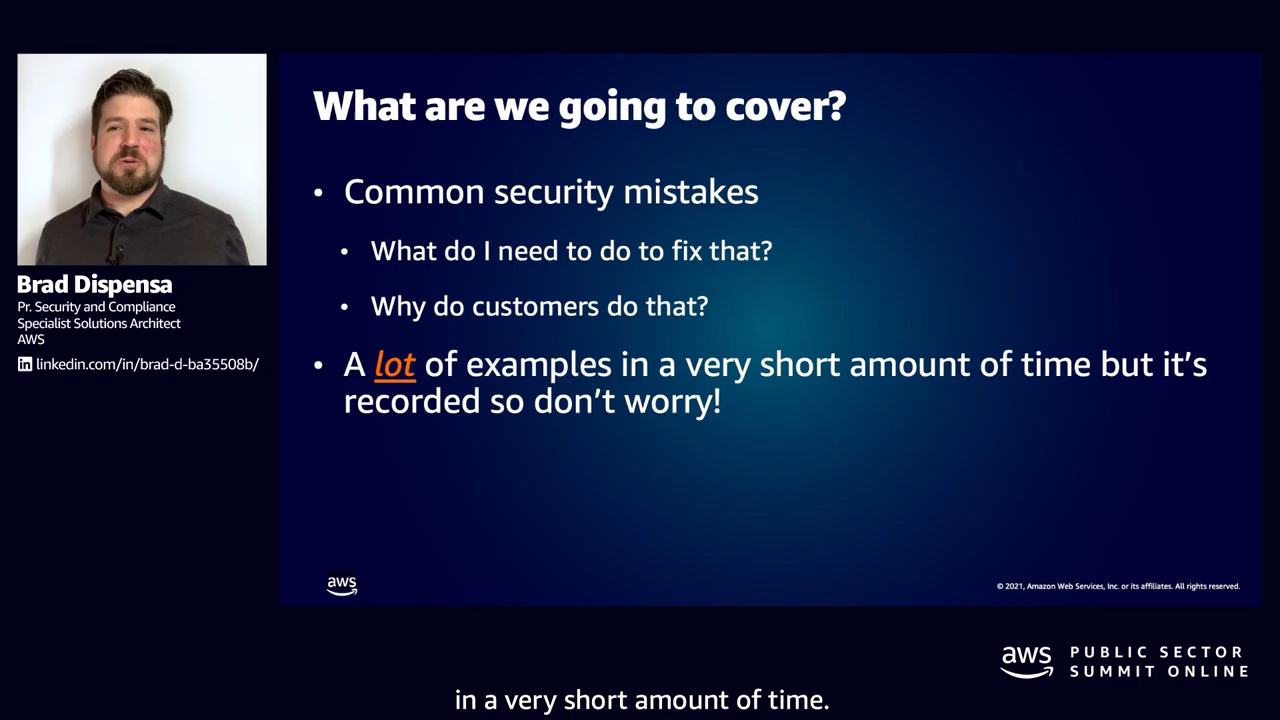 What are we going to cover?
• Common security mistakes
• What do I need to do to fix that?
• Why do customers do that?
• A lot of examples in a very short amount of time but it's
recorded so don't worry!
Brad Dispensa
Pr. Security and Compliance
Specialist Solutions Architect
AWS
in linkedin.com/in/brad-d-ba35508b/
aws
© 2021, Amazon Web Services, Inc. or its affiliates. All rights reserved.
aws
PUBLIC SECTOR
SUMMIT ONLINE
in a very short amount of time.